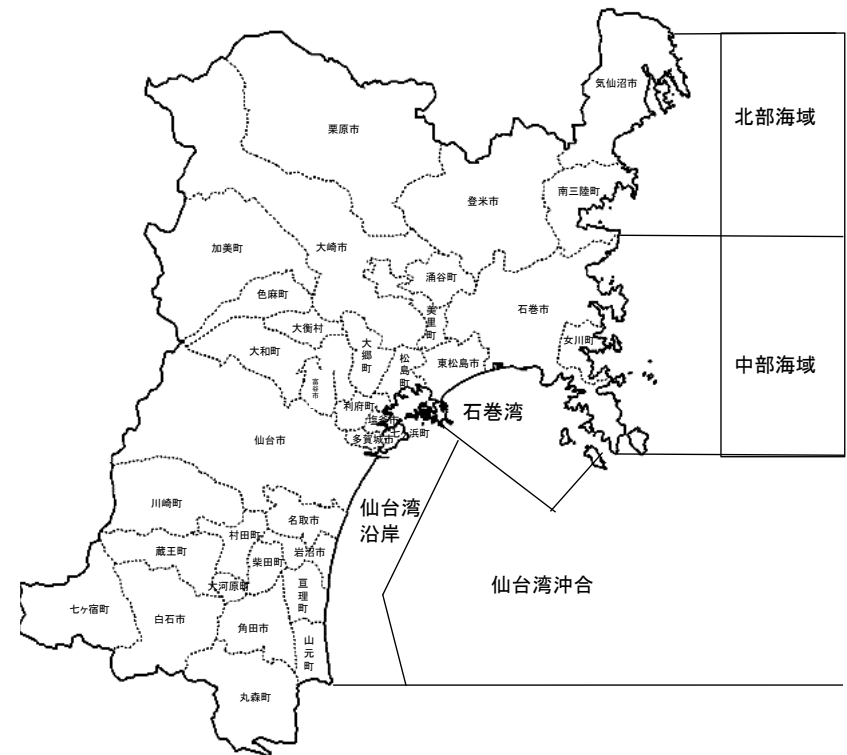 気仙沼市
北部海域
栗原市
南三陸町
登米市
加美町
大崎市
涌谷町
色麻町
石巻市
美里町
大衡村
女川町
大郷町
大和町
松島町
東松島市
中部海域
富谷市
利府町
石巻湾
塩釜市
七ヶ浜町
多賀城市
仙台市
川崎町
仙台湾
沿岸
名取市
村田町
蔵王町
岩沼市
柴田町
仙台湾沖合
大河原町
亘理町
七ヶ宿町
白石市
角田市
山元町
丸森町